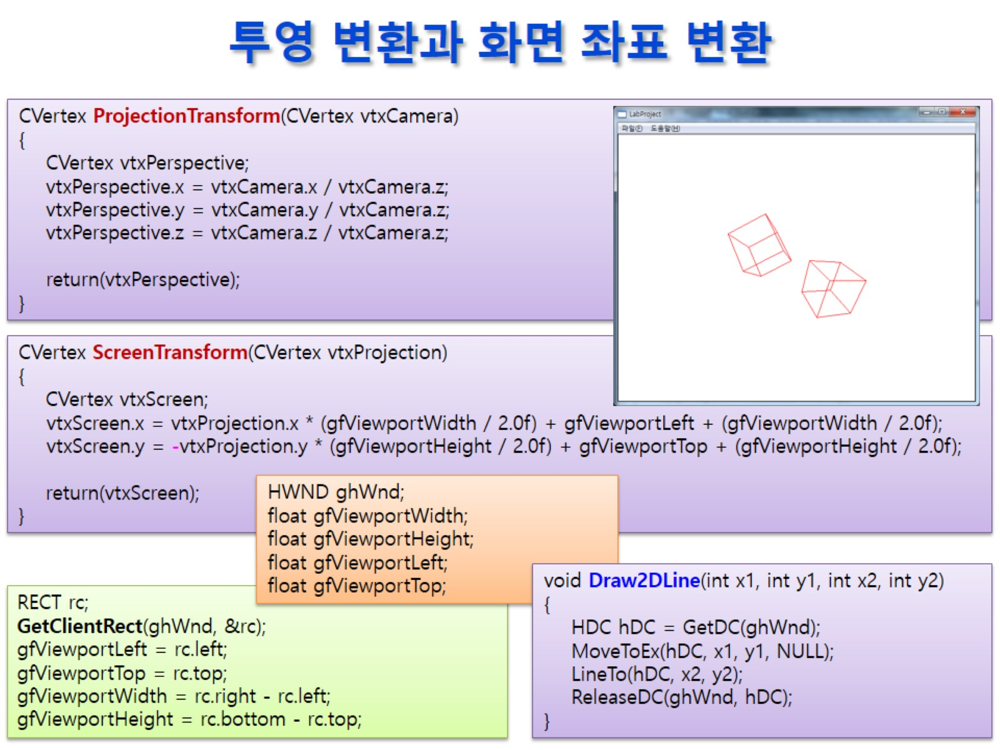 투영 변환과 화면 좌표 변환
CVertex ProjectionTransform(CVertex vtxCamera)
{
CVertex vtxPerspective;
vtxPerspective.x = vtxCamera.x / vtxCamera.z;
vtxPerspective.y = vtxCamera.y / vtxCamera.z;
vtxPerspective.z = vtxCamera.z / vtxCamera.z;
return(vtxPerspective);
}
LabProject
파일(F) 도움말(H)
CVertex ScreenTransform(CVertex vtxProjection)
{
CVertex vtxScreen;
vtxScreen.x = vtxProjection.x * (gfViewportWidth / 2.0f) + gfViewportLeft + (gfViewportWidth / 2.0f);
vtxScreen.y = -vtxProjection.y * (gfViewportHeight / 2.0f) + gfViewportTop + (gfViewportHeight / 2.0f);
return(vtxScreen);
}
HWND ghWnd;
float gfViewportWidth;
float gfViewportHeight;
float gfViewportLeft;
float gfViewportTop;
RECT rc;
GetClientRect(ghWnd, &rc);
gfViewportLeft = rc.left;
gfViewportTop = rc.top;
gfViewportWidth = rc.right - rc.left;
gfViewportHeight = rc.bottom - rc.top;
void Draw2DLine(int x1, int y1, int x2, int y2)
{
HDC hDC = GetDC(ghWnd);
MoveToEx(hDC, x1, y1, NULL);
LineTo(hDC, x2, y2);
ReleaseDC(ghWnd, hDC);
}